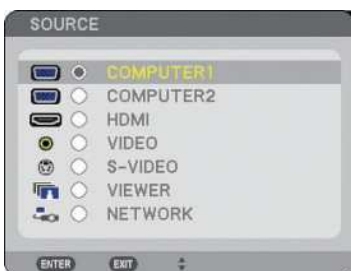 SOURCE
COMPUTER1
COMPUTER2
HDMI
VIDEO
S-VIDEO
VIEWER
NETWORK
ENTER EXIT